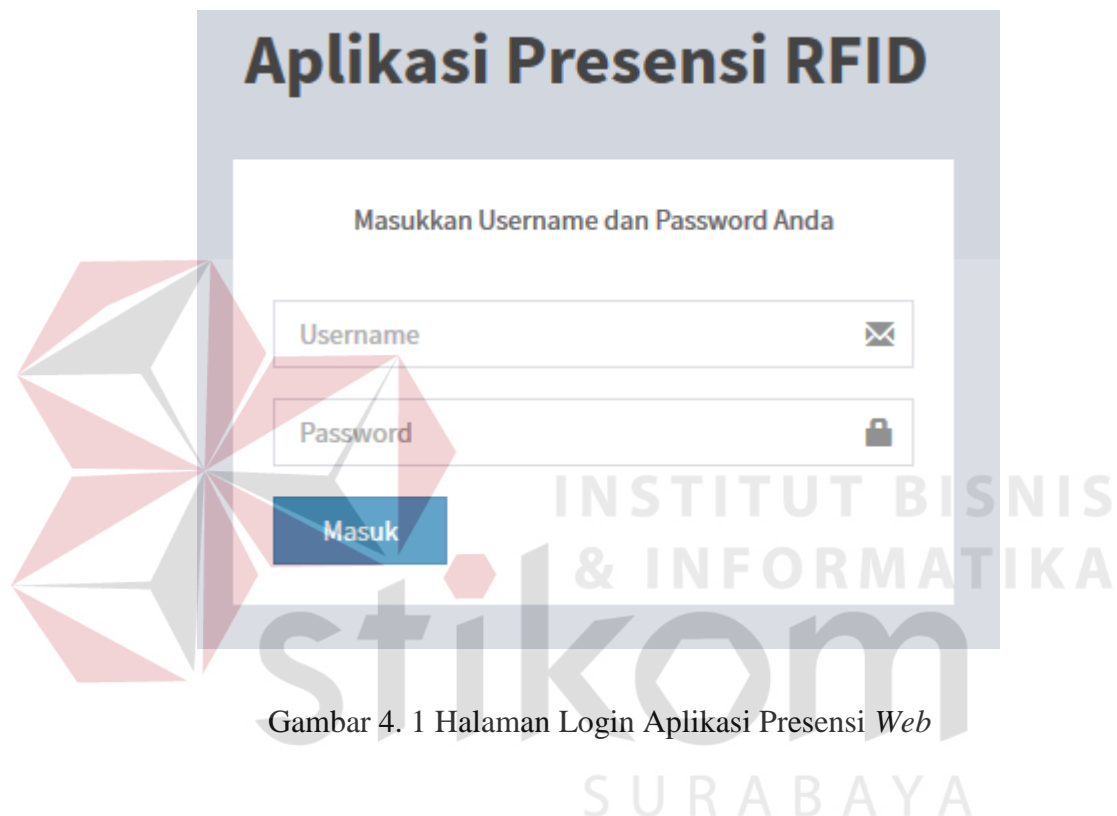 Aplikasi Presensi RFID
Masukkan Username dan Password Anda
Username
Password
Masuk
INSTITUT BISNIS
& INFORMATIKA
stikom
Gambar 4. 1 Halaman Login Aplikasi Presensi Web
SURABAYA